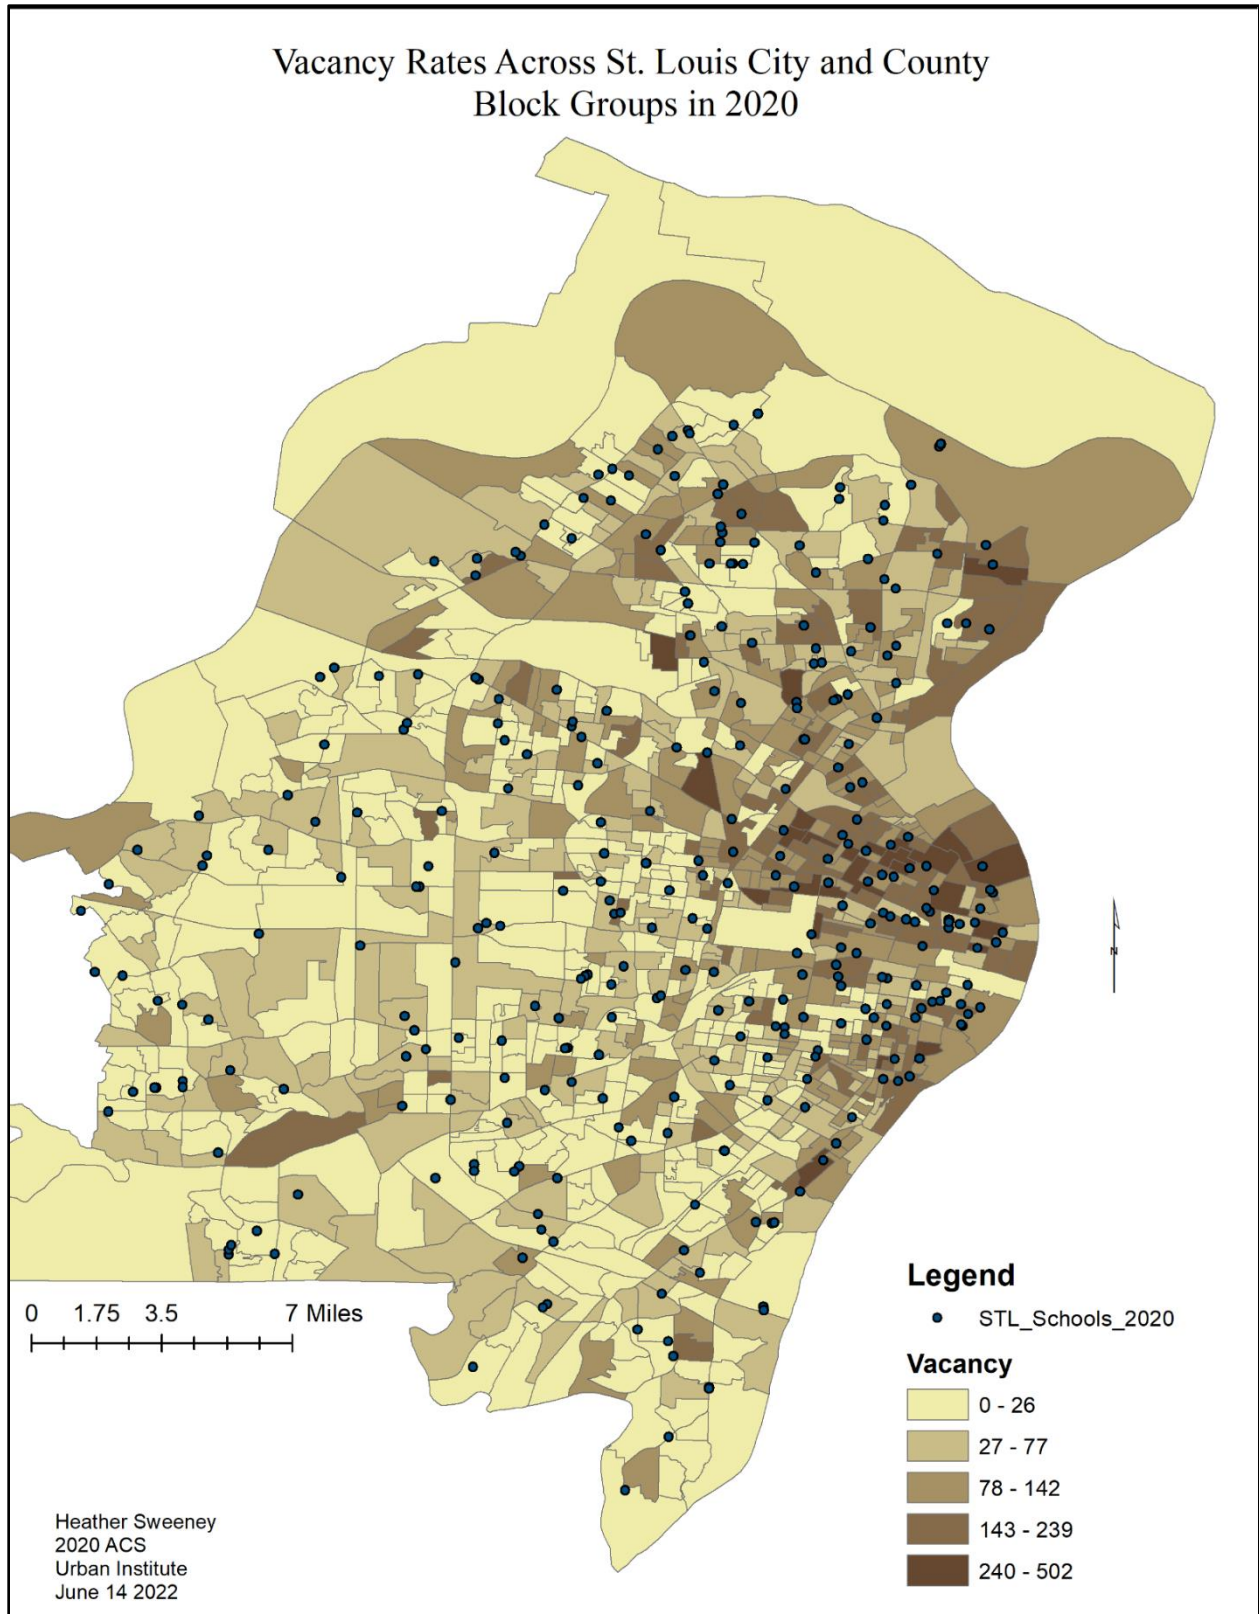 Vacancy Rates Across St. Louis City and County
Block Groups in 2020
N
0 1.75 3.5 7 Miles
Legend
STL_Schools_2020
Vacancy
0 - 26
27 - 77
78 - 142
143 - 239
240 - 502
Heather Sweeney
2020 ACS
Urban Institute
June 14 2022